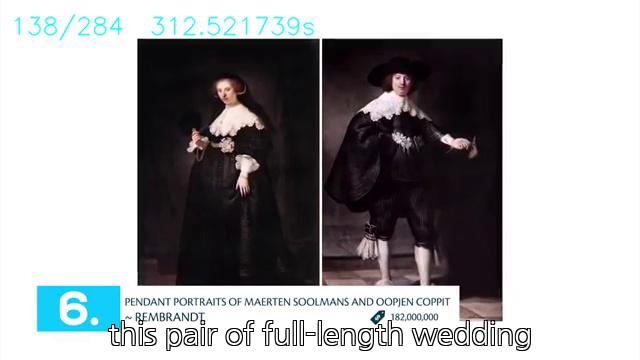 138/284 312.521739s
6.
PENDANT PORTRAITS OF MAERTEN SOOLMANS AND OOPJEN COPPIT
~ REMBRANDT
182,000,000
this pair of full-length wedding